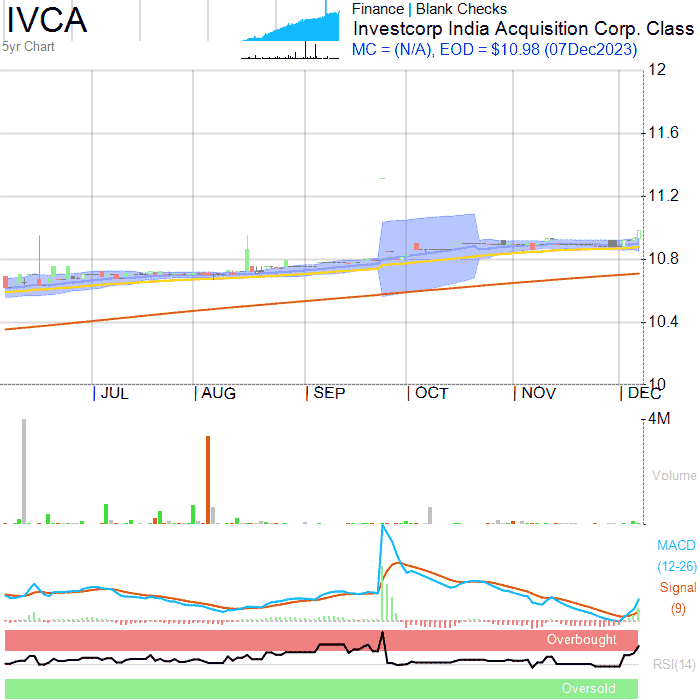 IVCA
5yr Chart
Finance | Blank Checks
Investcorp India Acquisition Corp. Class
MC = (N/A), EOD = $10.98 (07Dec2023)
12
11.6
11.2
10.8
10.4
10
JUL AUG SEP OCT NOV DEC
4M
Volume
MACD
(12-26)
Signal
(9)
Overbought
RSI(14)
Oversold